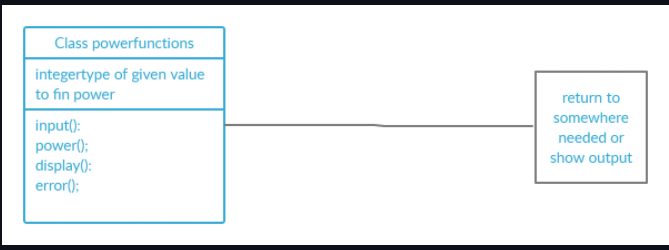 Class powerfunctions
integertype of given value
to fin power
input():
power();
display():
error();
return to
somewhere
needed or
show output